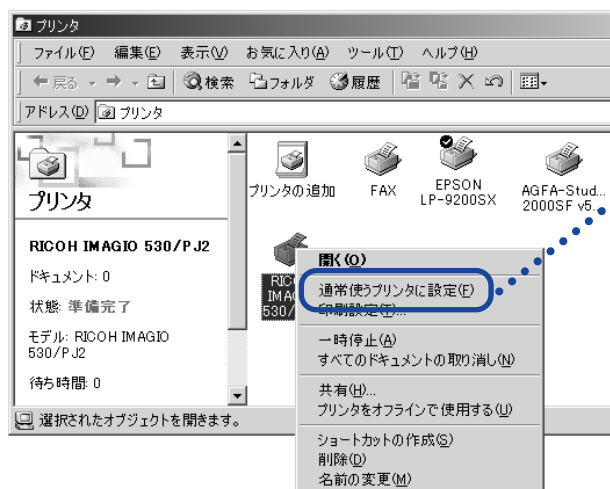 プリンタ
ファイル(F) 編集(E) 表示(V) お気に入り(A) ツール(T) ヘルプ(H)
戻る 検索 フォルダ 履歴
アドレス(D) プリンタ
プリンタ
RICOH IMAGIO 530/PJ2
ドキュメント: 0
状態: 準備完了
モデル: RICOH IMAGIO
530/PJ2
待ち時間: 0
プリンタの追加
FAX
EPSON
LP-9200SX
AGFA-Stud...
2000SF v5...
RIC
IMA
530/
開く(O)
通常使うプリンタに設定(F)
印刷設定(T)...
一時停止(A)
すべてのドキュメントの取り消し(N)
共有(H)...
プリンタをオフラインで使用する(U)
ショートカットの作成(S)
削除(D)
名前の変更(M)
選択されたオブジェクトを開きます。